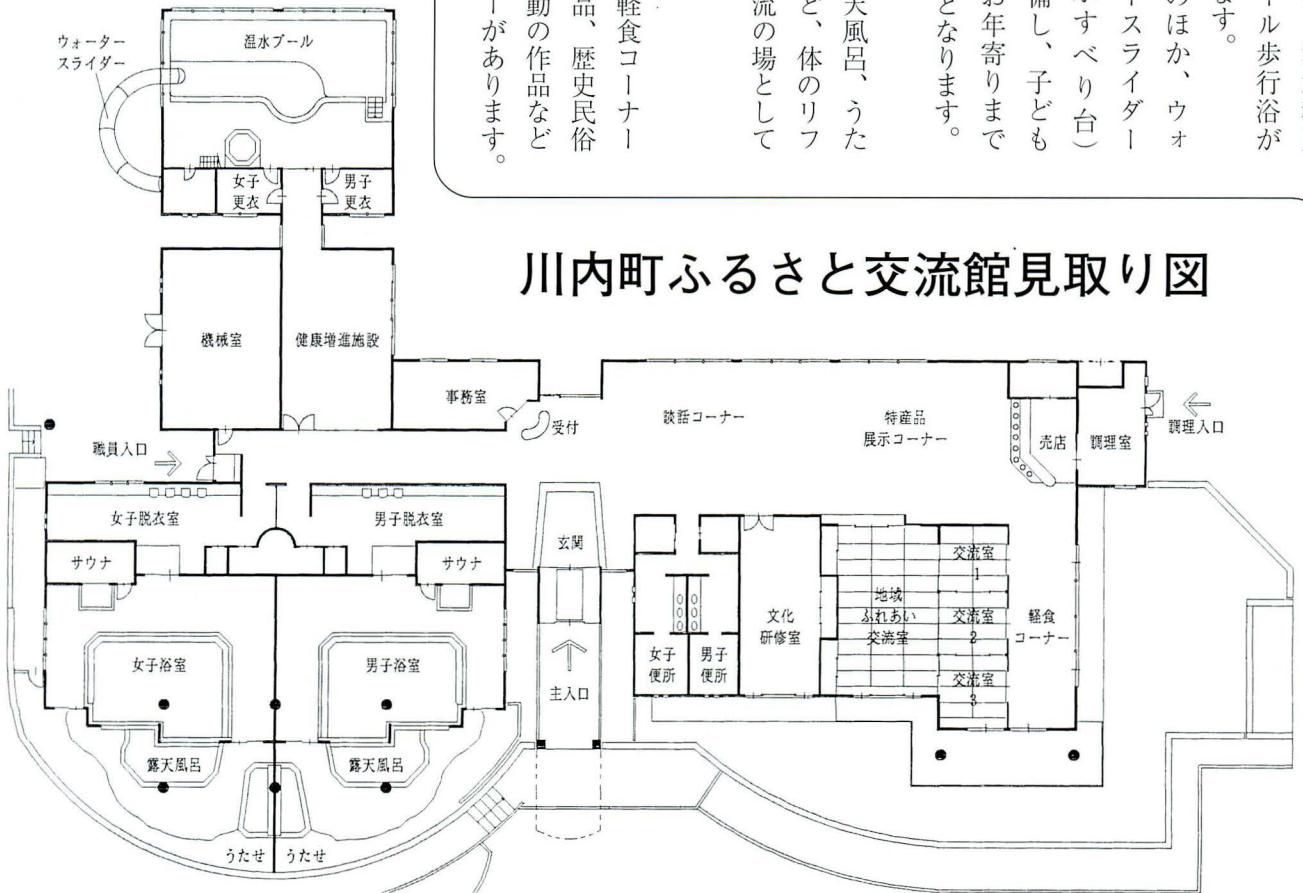 イル歩行浴が
ます。
のほか、ウォ
ースライダー
すべり台）
備し、子ども
お年寄りまで
となります。
天風呂、うた
ど、体のリフ
流の場として
軽食コーナー
品、歴史民俗
動の作品など
ーがあります。
川内町ふるさと交流館見取り図
ウォーター
スライダー
温水プール
女子
更衣
男子
更衣
機械室
健康増進施設
事務室
受付
談話コーナー
特産品
展示コーナー
売店
調理室
調理入口
職員入口
女子脱衣室
男子脱衣室
サウナ
サウナ
玄関
女子浴室
男子浴室
主入口
露天風呂
露天風呂
うたせ
うたせ
女子
便所
男子
便所
文化
研修室
地域
ふれあい
交流室
交流室
1
交流室
2
交流室
3
軽食
コーナー